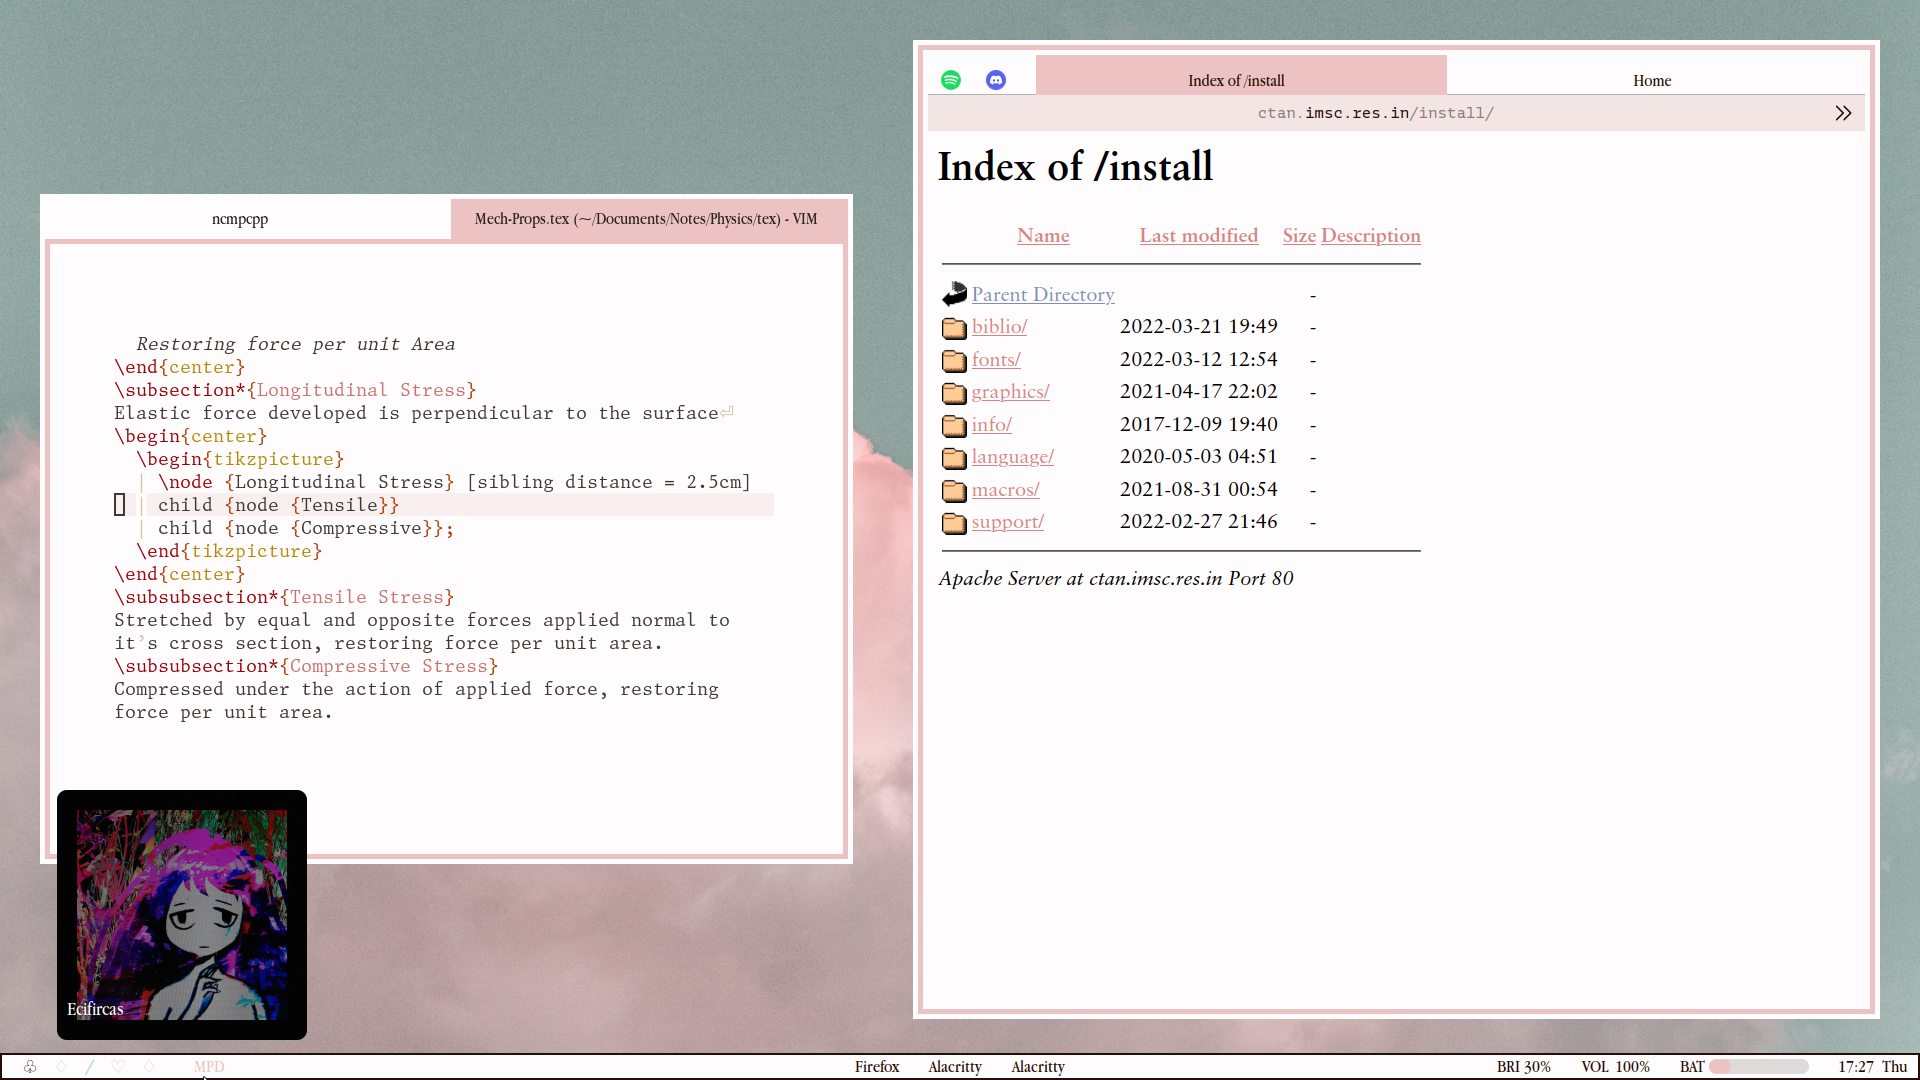 ncmpcpp
Mech-Props.tex (~/Documents/Notes/Physics/tex) - VIM
Restoring force per unit Area
\end{center}
\subsection*{Longitudinal Stress}
Elastic force developed is perpendicular to the surface⏎
\begin{center}
\begin{tikzpicture}
| \node {Longitudinal Stress} [sibling distance = 2.5cm]
| child {node {Tensile}}
| child {node {Compressive}};
\end{tikzpicture}
\end{center}
\subsubsection*{Tensile Stress}
Stretched by equal and opposite forces applied normal to
it's cross section, restoring force per unit area.
\subsubsection*{Compressive Stress}
Compressed under the action of applied force, restoring
force per unit area.
Ecifircas
Index of /install
Home
ctan.imsc.res.in/install/
Index of /install
Name Last modified Size Description
Parent Directory -
biblio/ 2022-03-21 19:49 -
fonts/ 2022-03-12 12:54 -
graphics/ 2021-04-17 22:02 -
info/ 2017-12-09 19:40 -
language/ 2020-05-03 04:51 -
macros/ 2021-08-31 00:54 -
support/ 2022-02-27 21:46 -
Apache Server at ctan.imsc.res.in Port 80
♧ ♢ / ♡ ♢ MPD
Firefox Alacritty Alacritty
BRI 30% VOL 100% BAT 17:27 Thu